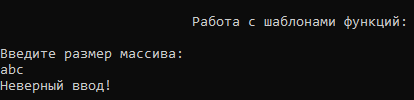 Работа с шаблонами функций:
Введите размер массива:
abc
Неверный ввод!